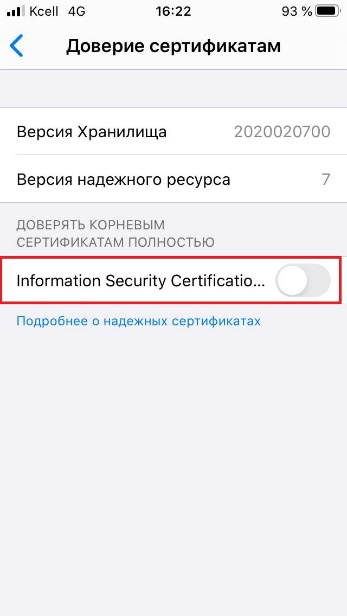 Kcell 4G 16:22 93 %
Доверие сертификатам
Версия Хранилища 2020020700
Версия надежного ресурса 7
ДОВЕРЯТЬ КОРНЕВЫМ
СЕРТИФИКАТАМ ПОЛНОСТЬЮ
Information Security Certificatio...
Подробнее о надежных сертификатах